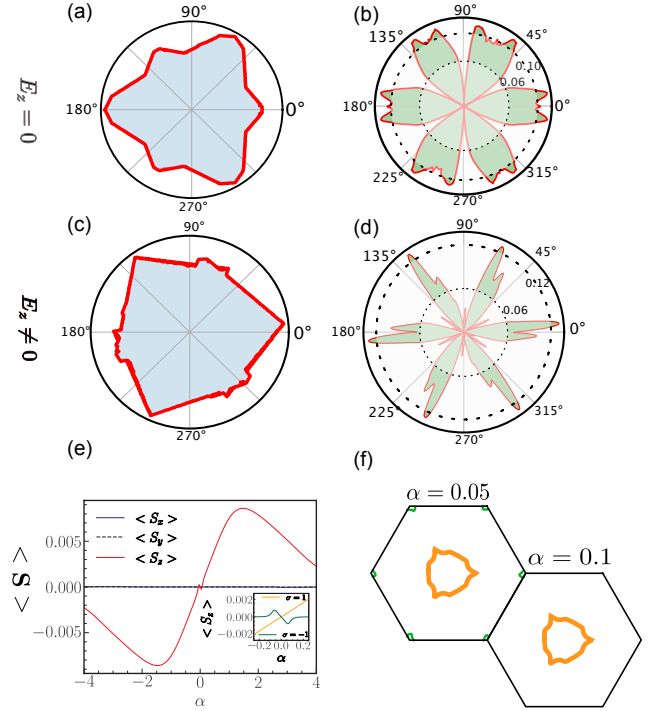 (a)
90°
180°
0°
270°
E_z = 0
(b)
90°
135°
45°
0.10
0.06
180°
0°
225°
315°
270°
(c)
90°
180°
0°
270°
E_z ≠ 0
(d)
90°
135°
45°
0.12
0.06
180°
0°
225°
315°
270°
(e)
< S_x >
< S_y >
< S_z >
0.005
0.000
−0.005
< S >
−4
−2
0
2
4
α
σ = 1
σ = −1
0.002
0.000
−0.002
< S_z >
−0.2
0.0
0.2
α
(f)
α = 0.05
α = 0.1